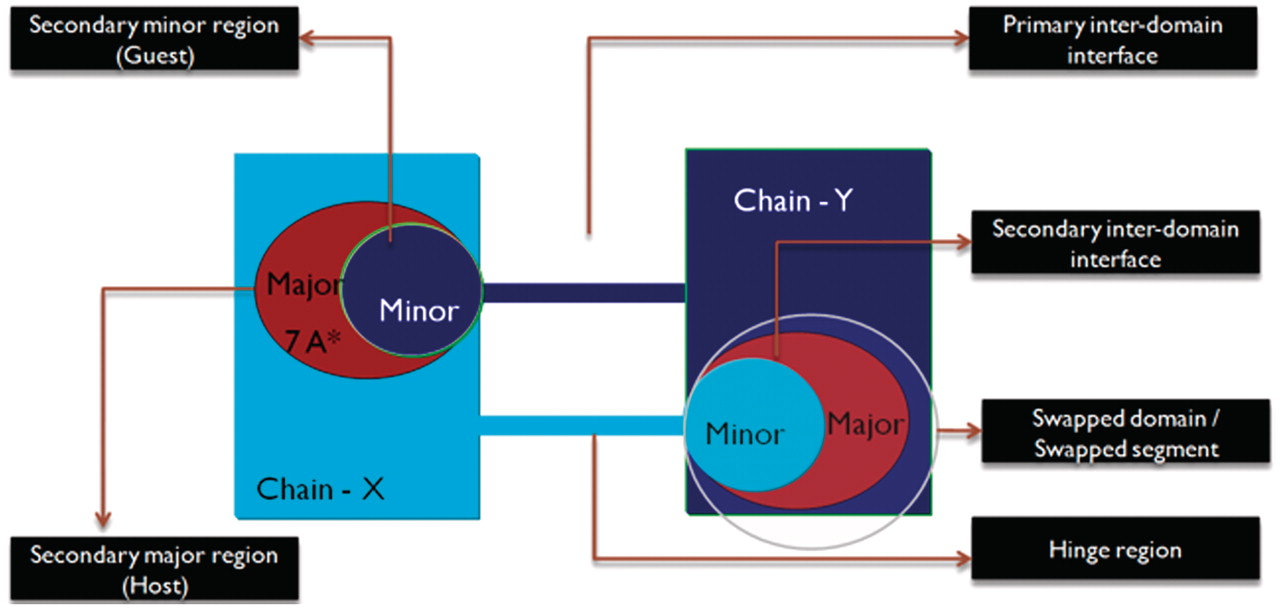 Secondary minor region
(Guest)
Primary inter-domain
interface
Chain - Y
Secondary inter-domain
interface
Major
Minor
7 A*
Minor
Major
Swapped domain /
Swapped segment
Chain - X
Hinge region
Secondary major region
(Host)